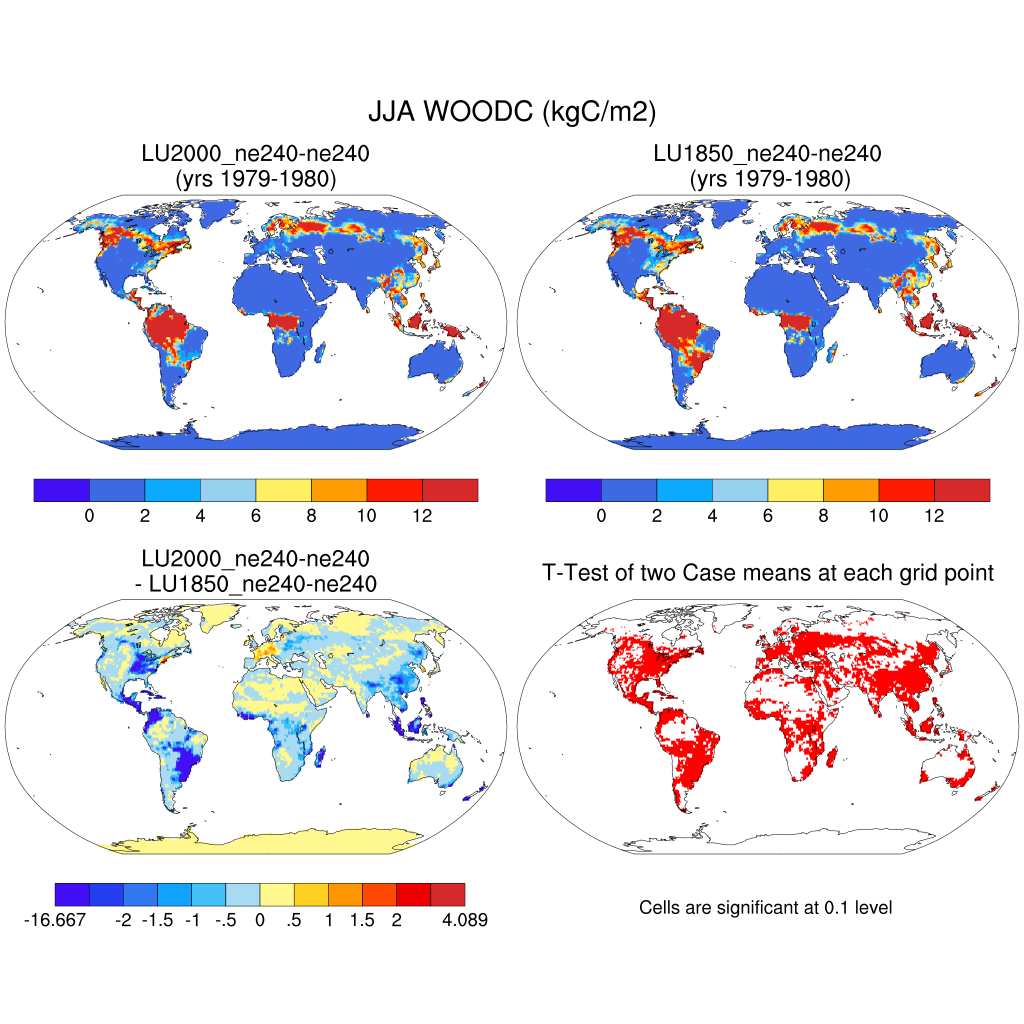 JJA WOODC (kgC/m2)
LU2000_ne240-ne240
(yrs 1979-1980)
LU1850_ne240-ne240
(yrs 1979-1980)
0 2 4 6 8 10 12
0 2 4 6 8 10 12
LU2000_ne240-ne240
- LU1850_ne240-ne240
T-Test of two Case means at each grid point
-16.667 -2 -1.5 -1 -.5 0 .5 1 1.5 2 4.089
Cells are significant at 0.1 level